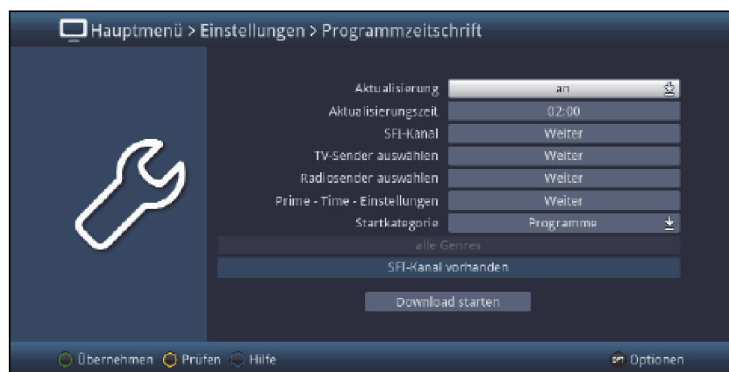 Hauptmenü > Einstellungen > Programmzeitschrift
Aktualisierung an
Aktualisierungszeit 02:00
SFI-Kanal Weiter
TV-Sender auswählen Weiter
Radiosender auswählen Weiter
Prime - Time - Einstellungen Weiter
Startkategorie Programme
alle Genres
SFI-Kanal vorhanden
Download starten
Übernehmen Prüfen Hilfe OPT Optionen